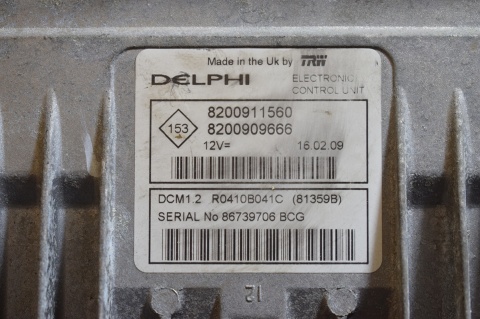 Made in the Uk by TRW
DELPHI
ELECTRONIC
CONTROL UNIT
153
8200911560
8200909666
12V=
16.02.09
DCM1.2 R0410B041C (81359B)
SERIAL No 86739706 BCG
12